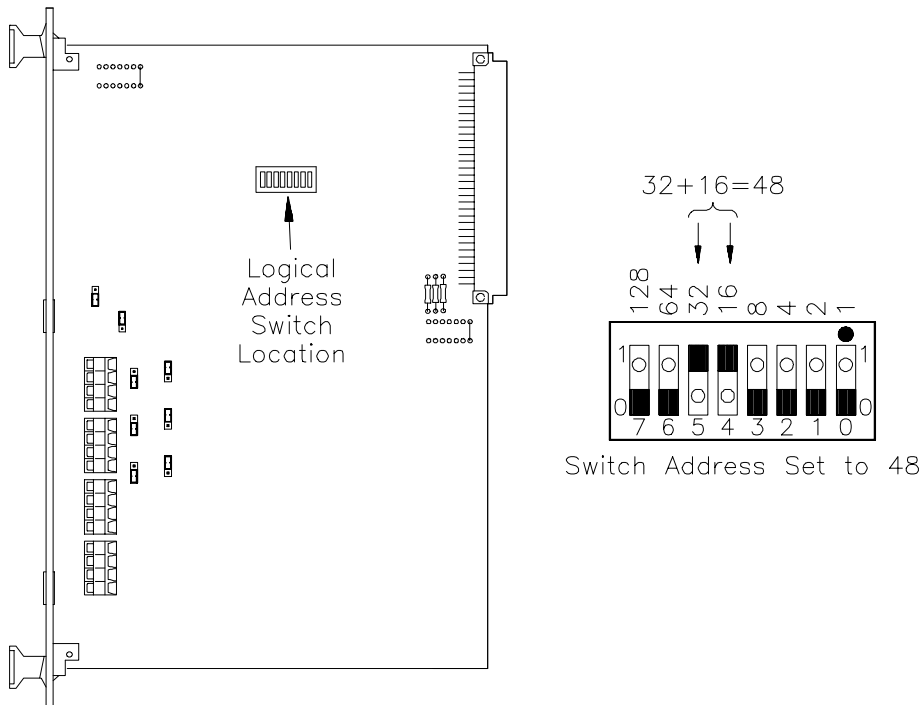 Logical
Address
Switch
Location
32+16=48
128 64 32 16 8 4 2 1
1 1
0 0
7 6 5 4 3 2 1 0
Switch Address Set to 48